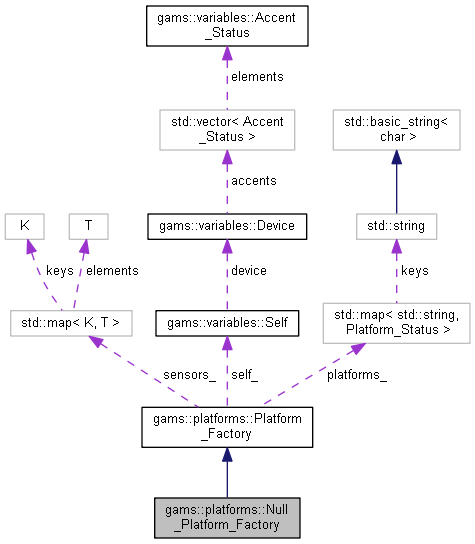 gams::variables::Accent
_Status
elements
std::vector< Accent
_Status >
std::basic_string<
char >
accents
K
T
gams::variables::Device
std::string
keys
elements
device
keys
std::map< K, T >
gams::variables::Self
std::map< std::string,
Platform_Status >
sensors_
self_
platforms_
gams::platforms::Platform
_Factory
gams::platforms::Null
_Platform_Factory